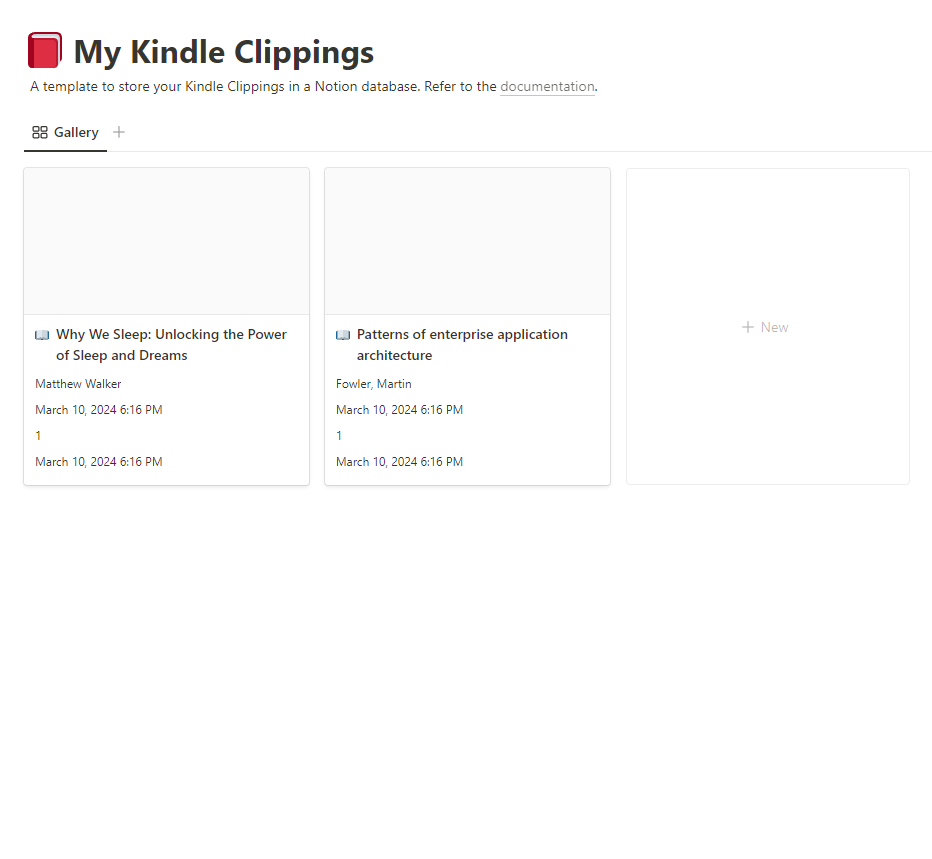 My Kindle Clippings
A template to store your Kindle Clippings in a Notion database. Refer to the documentation.
Gallery
Why We Sleep: Unlocking the Power
of Sleep and Dreams
Matthew Walker
March 10, 2024 6:16 PM
1
March 10, 2024 6:16 PM
Patterns of enterprise application
architecture
Fowler, Martin
March 10, 2024 6:16 PM
1
March 10, 2024 6:16 PM
+ New